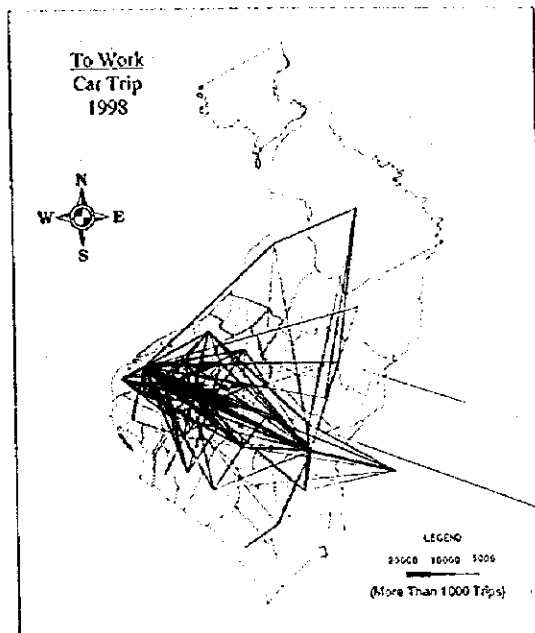 To Work
Car Trip
1998
N
W E
S
LEGEND
20000 10000 5000
(More Than 1000 Trips)